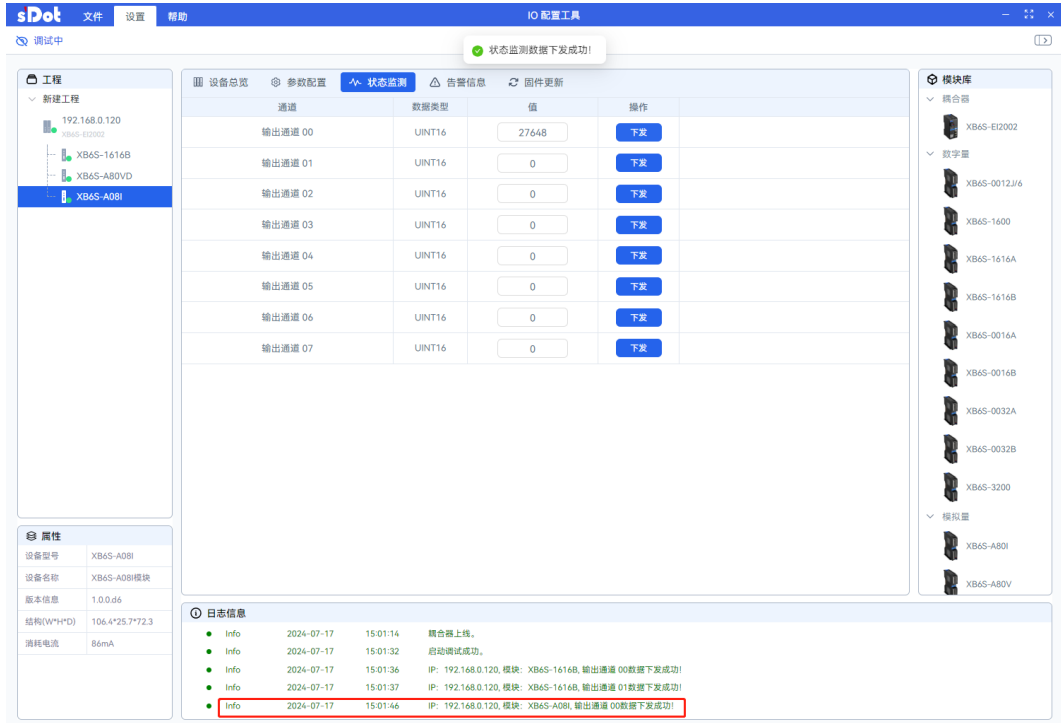 sDot 文件 设置 帮助 IO 配置工具
调试中
状态监测数据下发成功!
工程
新建工程
192.168.0.120
XB6S-EI2002
XB6S-1616B
XB6S-A80VD
XB6S-A08I
设备总览 参数配置 状态监测 告警信息 固件更新
通道 数据类型 值 操作
输出通道 00 UINT16 27648 下发
输出通道 01 UINT16 0 下发
输出通道 02 UINT16 0 下发
输出通道 03 UINT16 0 下发
输出通道 04 UINT16 0 下发
输出通道 05 UINT16 0 下发
输出通道 06 UINT16 0 下发
输出通道 07 UINT16 0 下发
模块库
耦合器
XB6S-EI2002
数字量
XB6S-0012J/6
XB6S-1600
XB6S-1616A
XB6S-1616B
XB6S-0016A
XB6S-0016B
XB6S-0032A
XB6S-0032B
XB6S-3200
模拟量
XB6S-A80I
XB6S-A80V
属性
设备型号 XB6S-A08I
设备名称 XB6S-A08I模块
版本信息 1.0.0.d6
结构(W*H*D) 106.4*25.7*72.3
消耗电流 86mA
日志信息
Info 2024-07-17 15:01:14 耦合器上线。
Info 2024-07-17 15:01:32 启动调试成功。
Info 2024-07-17 15:01:36 IP: 192.168.0.120, 模块: XB6S-1616B, 输出通道 00数据下发成功!
Info 2024-07-17 15:01:37 IP: 192.168.0.120, 模块: XB6S-1616B, 输出通道 01数据下发成功!
Info 2024-07-17 15:01:46 IP: 192.168.0.120, 模块: XB6S-A08I, 输出通道 00数据下发成功!